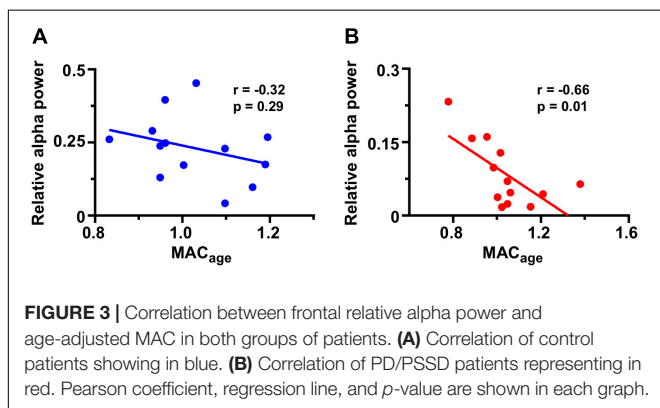 A
B
Relative alpha power
0.5
0.25
0
r = -0.32
p = 0.29
0.8
1.0
1.2
MACage
Relative alpha power
0.3
0.15
0
r = -0.66
p = 0.01
0.8
1.2
1.6
MACage
FIGURE 3 | Correlation between frontal relative alpha power and
age-adjusted MAC in both groups of patients. (A) Correlation of control
patients showing in blue. (B) Correlation of PD/PSSD patients representing in
red. Pearson coefficient, regression line, and p-value are shown in each graph.